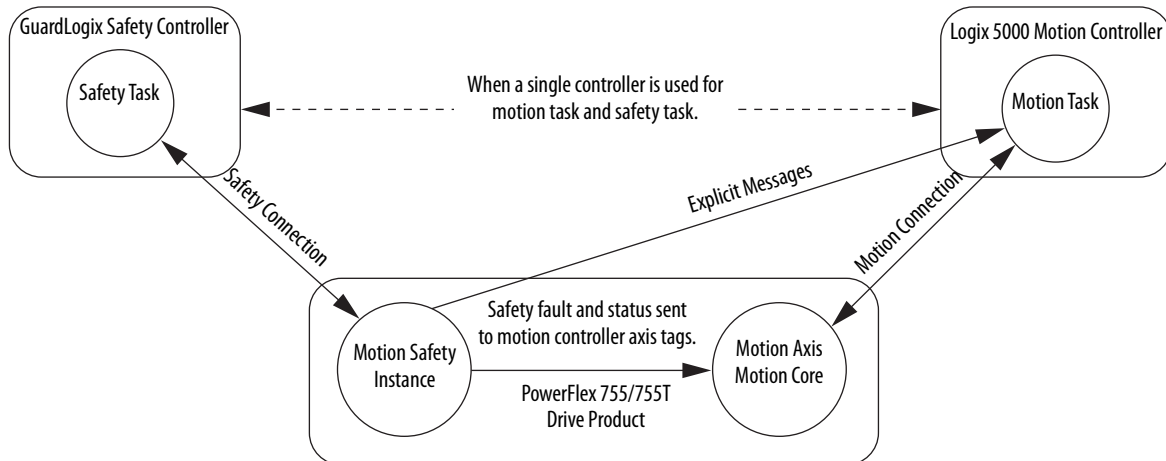 GuardLogix Safety Controller
Safety Task
When a single controller is used for
motion task and safety task.
Logix 5000 Motion Controller
Motion Task
Safety Connection
Explicit Messages
Motion Connection
Safety fault and status sent
to motion controller axis tags.
Motion Safety
Instance
Motion Axis
Motion Core
PowerFlex 755/755T
Drive Product